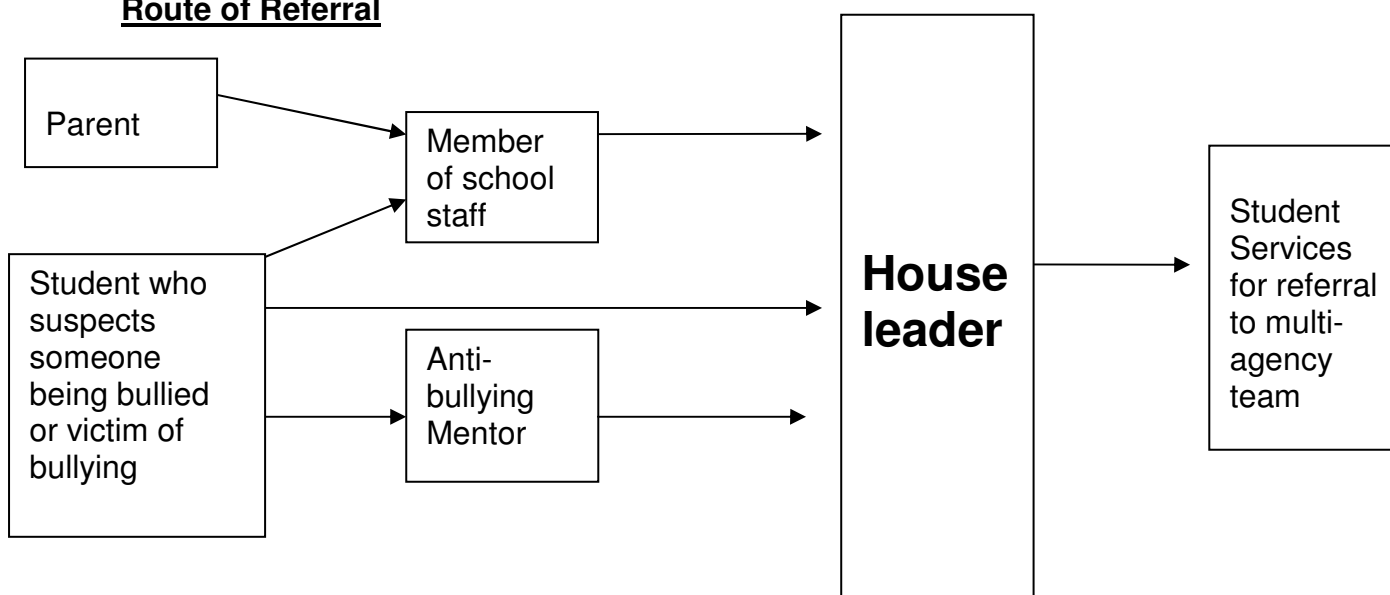 Route of Referral
Parent
Member
of school
staff
Student who
suspects
someone
being bullied
or victim of
bullying
Anti-
bullying
Mentor
House
leader
Student
Services
for referral
to multi-
agency
team